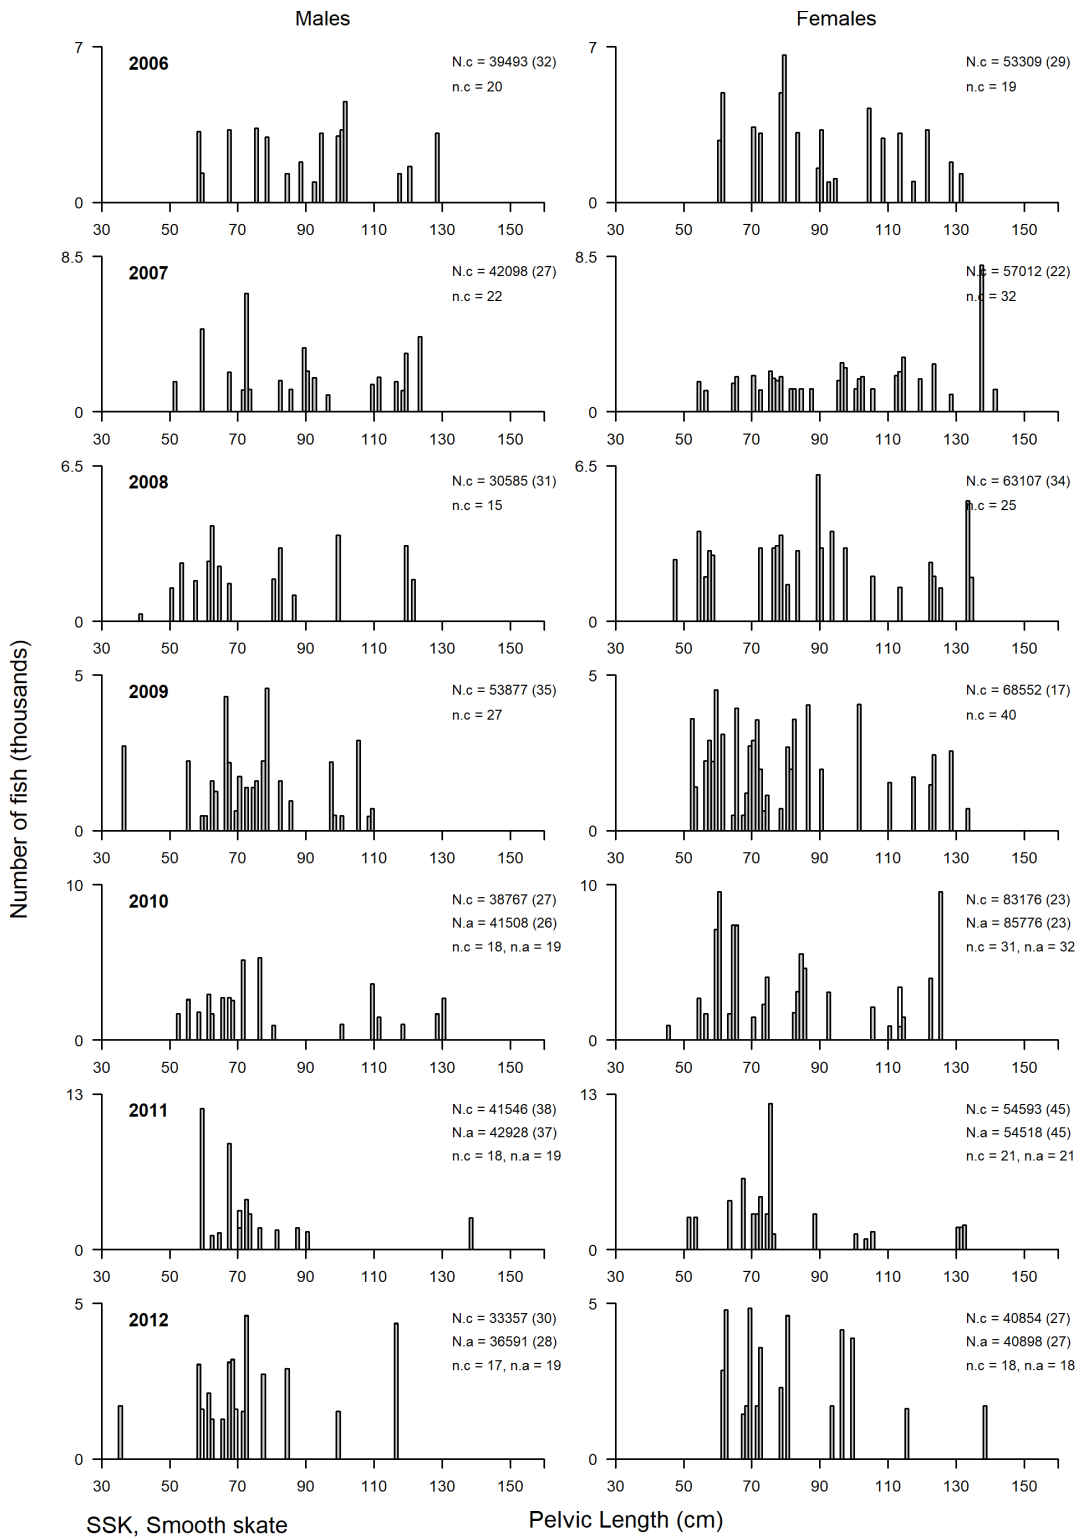 Males Females
7 2006 N.c = 39493 (32) 7 N.c = 53309 (29)
n.c = 20 n.c = 19
0 0
30 50 70 90 110 130 150 30 50 70 90 110 130 150
8.5 2007 N.c = 42098 (27) 8.5 N.c = 57012 (22)
n.c = 22 n.c = 32
0 0
30 50 70 90 110 130 150 30 50 70 90 110 130 150
6.5 2008 N.c = 30585 (31) 6.5 N.c = 63107 (34)
n.c = 15 n.c = 25
0 0
30 50 70 90 110 130 150 30 50 70 90 110 130 150
5 2009 N.c = 53877 (35) 5 N.c = 68552 (17)
n.c = 27 n.c = 40
0 0
30 50 70 90 110 130 150 30 50 70 90 110 130 150
Number of fish (thousands)
10 2010 N.c = 38767 (27) 10 N.c = 83176 (23)
N.a = 41508 (26) N.a = 85776 (23)
n.c = 18, n.a = 19 n.c = 31, n.a = 32
0 0
30 50 70 90 110 130 150 30 50 70 90 110 130 150
13 2011 N.c = 41546 (38) 13 N.c = 54593 (45)
N.a = 42928 (37) N.a = 54518 (45)
n.c = 18, n.a = 19 n.c = 21, n.a = 21
0 0
30 50 70 90 110 130 150 30 50 70 90 110 130 150
5 2012 N.c = 33357 (30) 5 N.c = 40854 (27)
N.a = 36591 (28) N.a = 40898 (27)
n.c = 17, n.a = 19 n.c = 18, n.a = 18
0 0
30 50 70 90 110 130 150 30 50 70 90 110 130 150
SSK, Smooth skate Pelvic Length (cm)